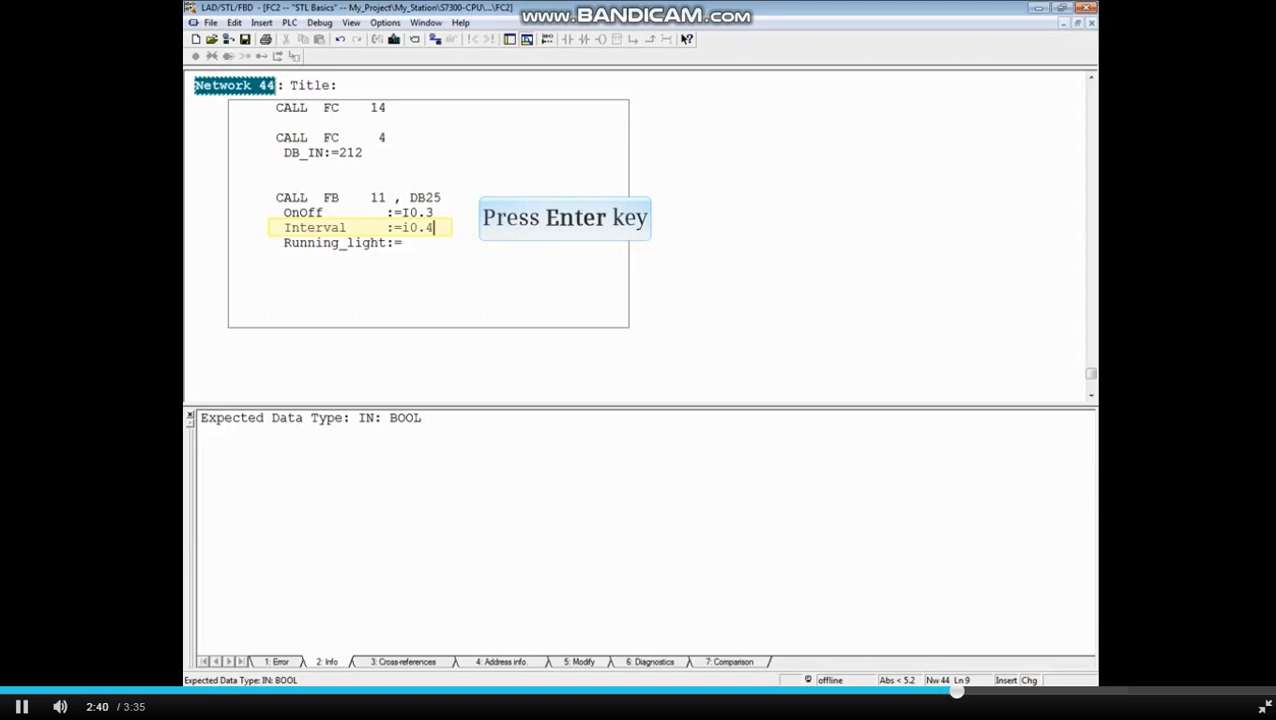 LAD/STL/FBD - [FC2 -- "STL Basics" -- My_Project\My_Station\S7300-CPU\...\FC2]
www.BANDICAM.com
File Edit Insert PLC Debug View Options Window Help
Network 44: Title:
CALL FC 14
CALL FC 4
DB_IN:=212
CALL FB 11 , DB25
OnOff :=I0.3
Interval :=i0.4
Running_light:=
Press Enter key
Expected Data Type: IN: BOOL
1: Error 2: Info 3: Cross-references 4: Address info. 5: Modify 6: Diagnostics 7: Comparison
Expected Data Type: IN: BOOL offline Abs < 5.2 Nw 44 Ln 9 Insert Chg
2:40 / 3:35